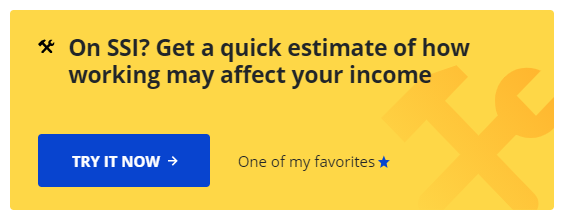 On SSI? Get a quick estimate of how
working may affect your income
TRY IT NOW →
One of my favorites ★